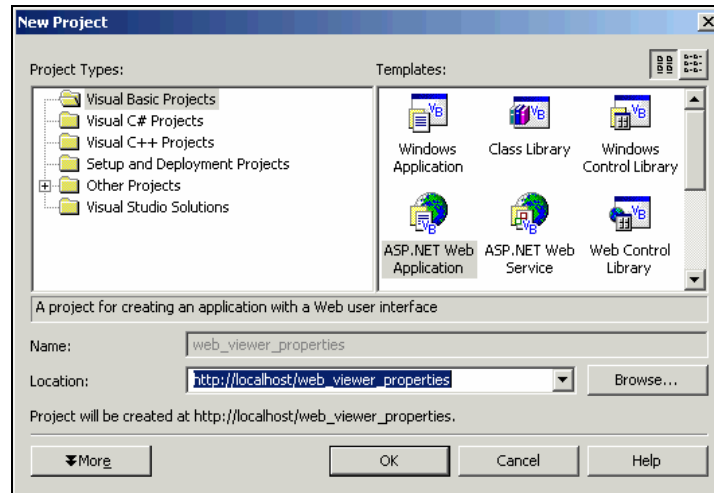 New Project
Project Types:
Templates:
Visual Basic Projects
Visual C# Projects
Visual C++ Projects
Setup and Deployment Projects
Other Projects
Visual Studio Solutions
Windows Application
Class Library
Windows Control Library
ASP.NET Web Application
ASP.NET Web Service
Web Control Library
A project for creating an application with a Web user interface
Name:
web_viewer_properties
Location:
http://localhost/web_viewer_properties
Browse...
Project will be created at http://localhost/web_viewer_properties.
More
OK
Cancel
Help